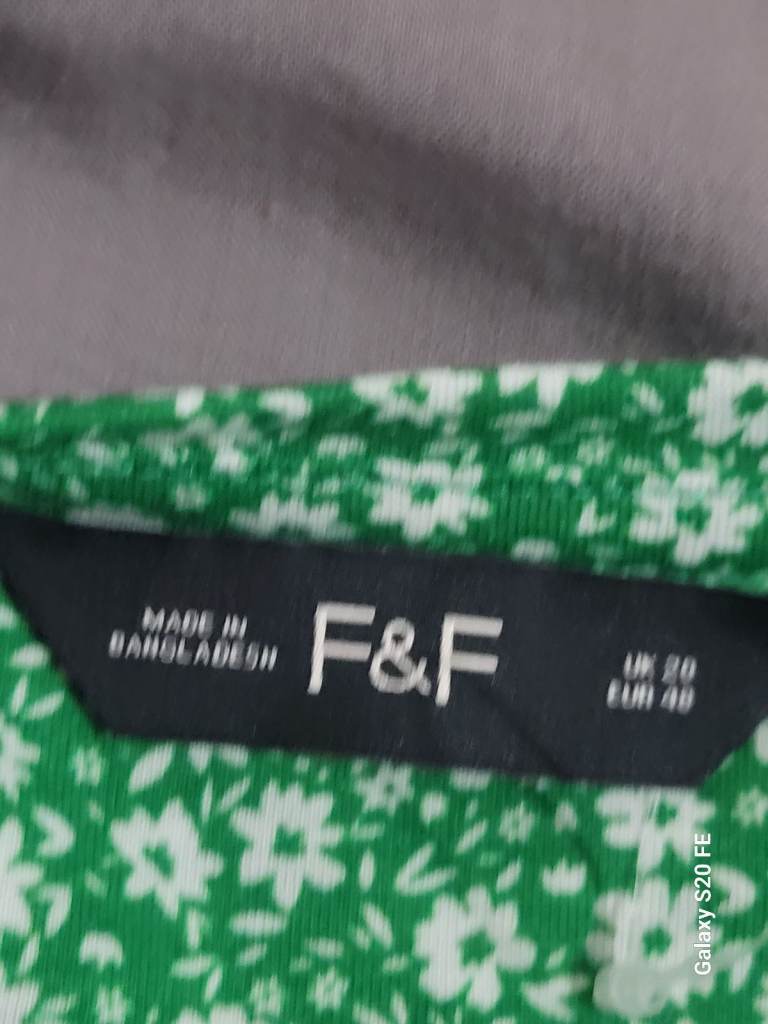 MADE IN
BANGLADESH
F&F
UK 20
EUR 48
Galaxy S20 FE